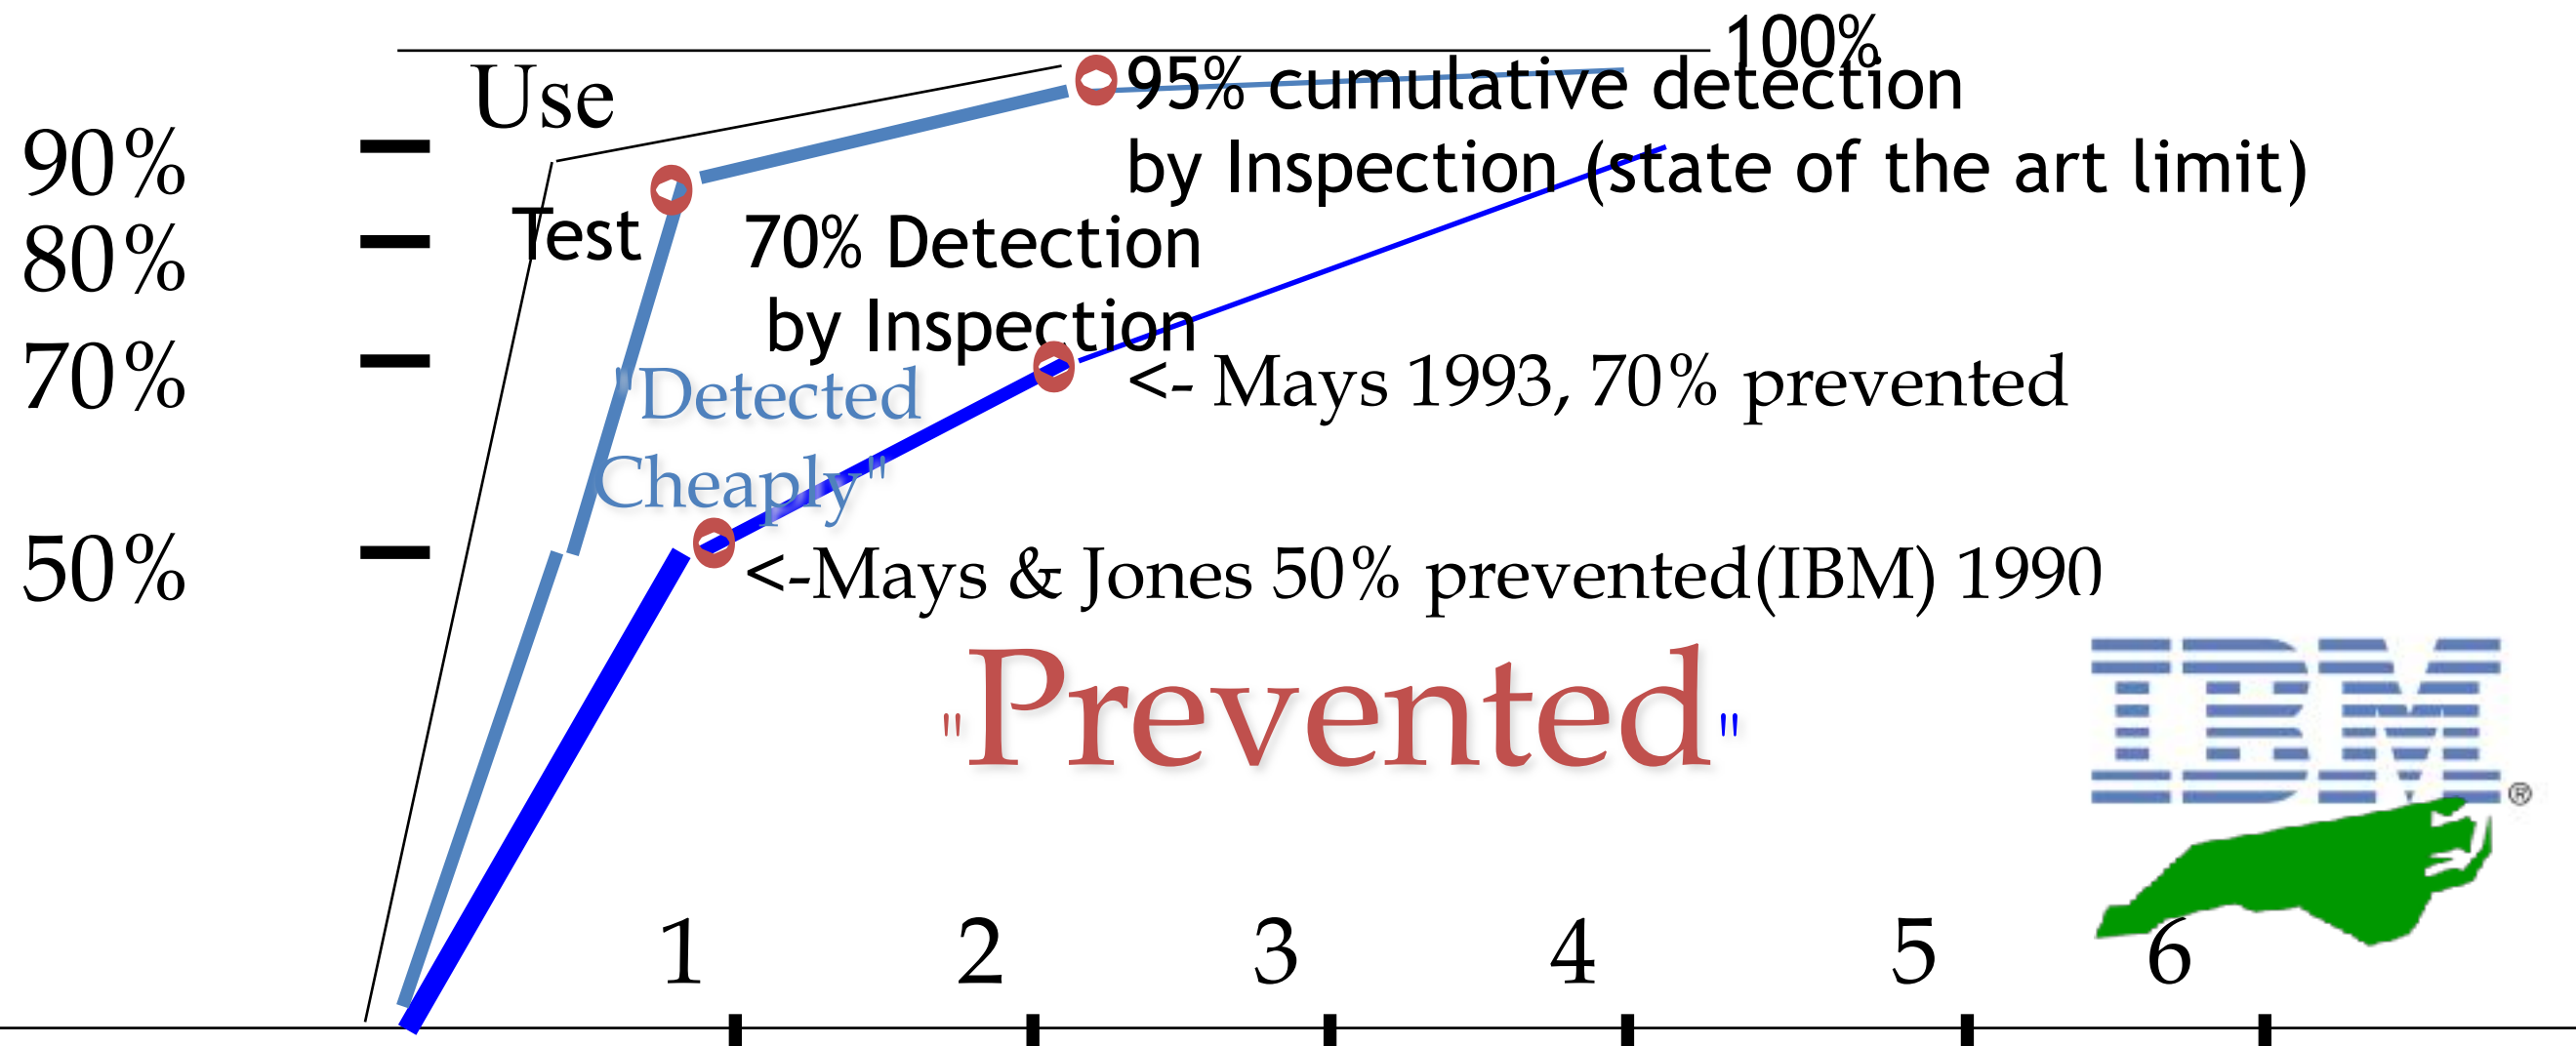 100%
Use
95% cumulative detection
by Inspection (state of the art limit)
90%
Test
70% Detection
by Inspection
80%
70%
"Detected
Cheaply"
<- Mays 1993, 70% prevented
50%
<-Mays & Jones 50% prevented(IBM) 1990
"Prevented"
IBM®
1 2 3 4 5 6